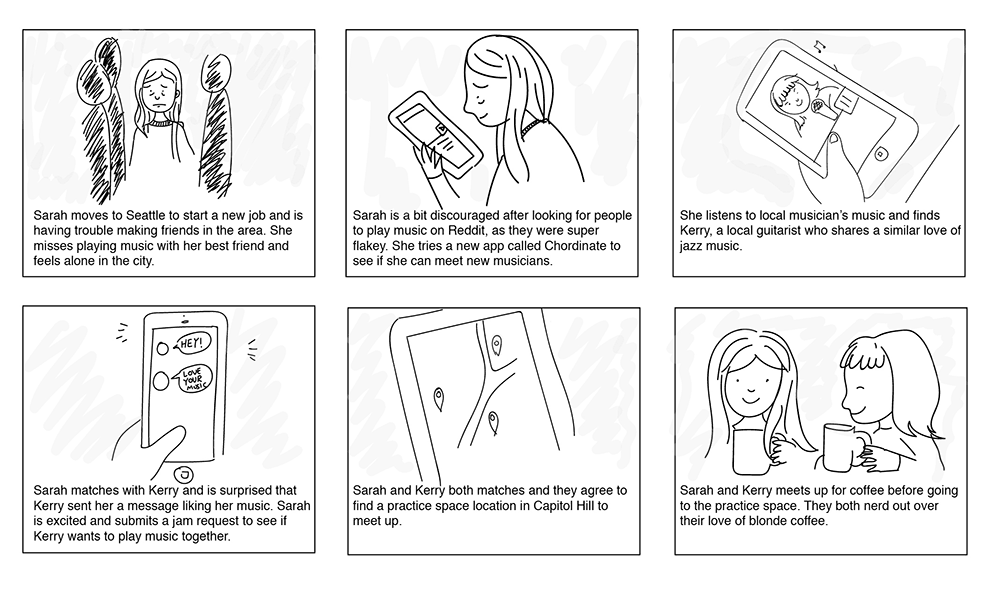 Sarah moves to Seattle to start a new job and is
having trouble making friends in the area. She
misses playing music with her best friend and
feels alone in the city.
Sarah is a bit discouraged after looking for people
to play music on Reddit, as they were super
flakey. She tries a new app called Chordinate to
see if she can meet new musicians.
She listens to local musician's music and finds
Kerry, a local guitarist who shares a similar love of
jazz music.
HEY!
LOVE
YOUR
MUSIC
Sarah matches with Kerry and is surprised that
Kerry sent her a message liking her music. Sarah
is excited and submits a jam request to see if
Kerry wants to play music together.
Sarah and Kerry both matches and they agree to
find a practice space location in Capitol Hill to
meet up.
Sarah and Kerry meets up for coffee before going
to the practice space. They both nerd out over
their love of blonde coffee.